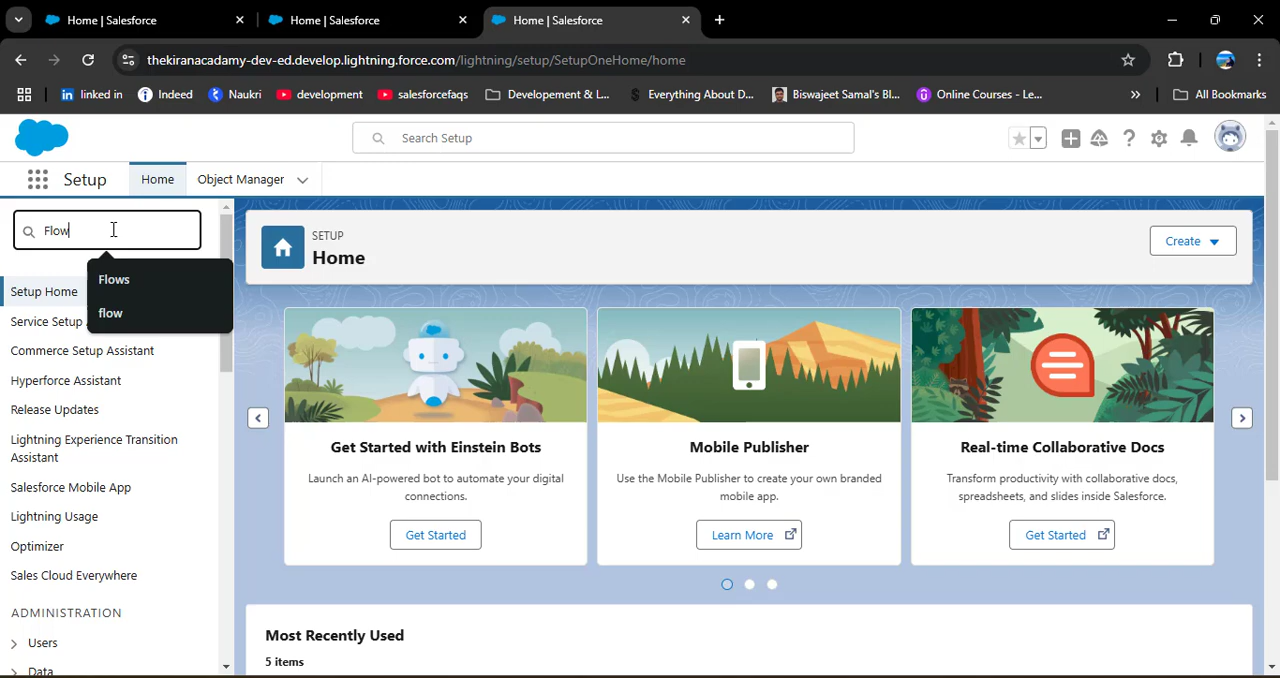 Home | Salesforce
Home | Salesforce
Home | Salesforce
thekiranacadamy-dev-ed.develop.lightning.force.com/lightning/setup/SetupOneHome/home
linked in
Indeed
Naukri
development
salesforcefaqs
Developement & L...
Everything About D...
Biswajeet Samal's Bl...
Online Courses - Le...
All Bookmarks
Search Setup
Setup
Home
Object Manager
Flow
Flows
flow
Setup Home
Service Setup
Commerce Setup Assistant
Hyperforce Assistant
Release Updates
Lightning Experience Transition
Assistant
Salesforce Mobile App
Lightning Usage
Optimizer
Sales Cloud Everywhere
ADMINISTRATION
Users
Data
SETUP
Home
Create
Get Started with Einstein Bots
Launch an AI-powered bot to automate your digital
connections.
Get Started
Mobile Publisher
Use the Mobile Publisher to create your own branded
mobile app.
Learn More
Real-time Collaborative Docs
Transform productivity with collaborative docs,
spreadsheets, and slides inside Salesforce.
Get Started
Most Recently Used
5 items